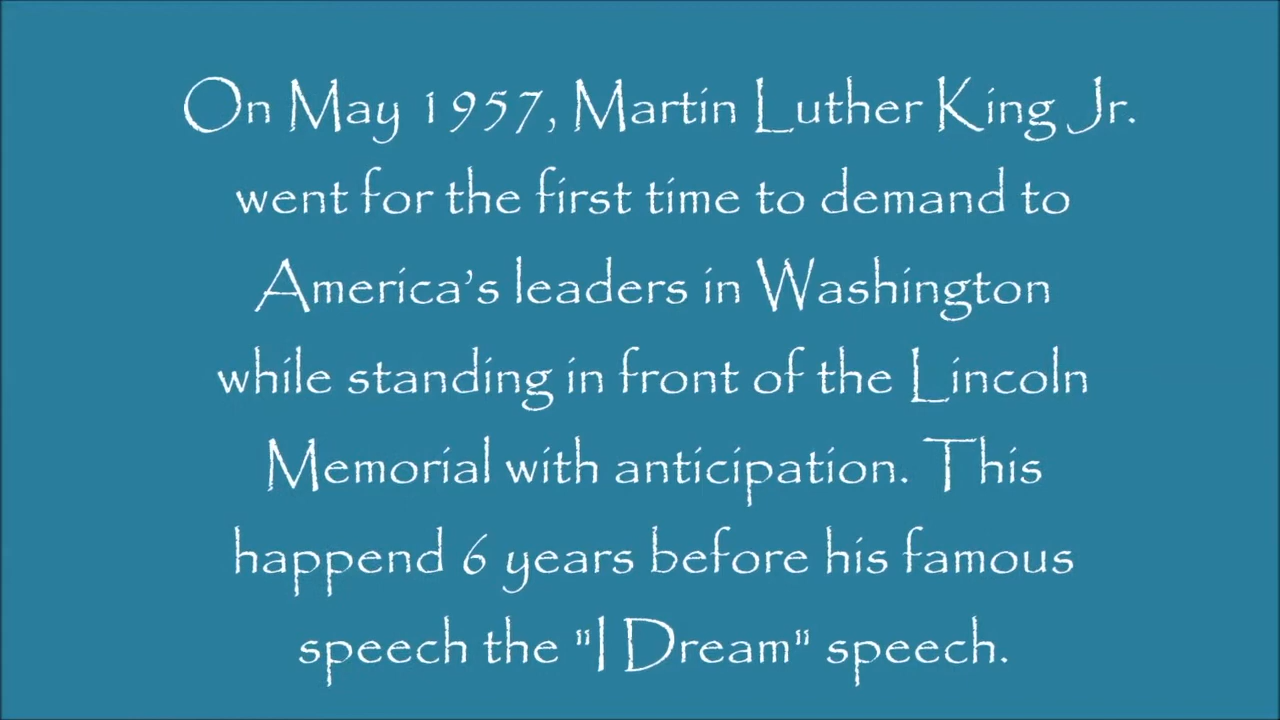 On May 1957, Martin Luther King Jr.
went for the first time to demand to
America’s leaders in Washington
while standing in front of the Lincoln
Memorial with anticipation. This
happend 6 years before his famous
speech the "I Dream" speech.